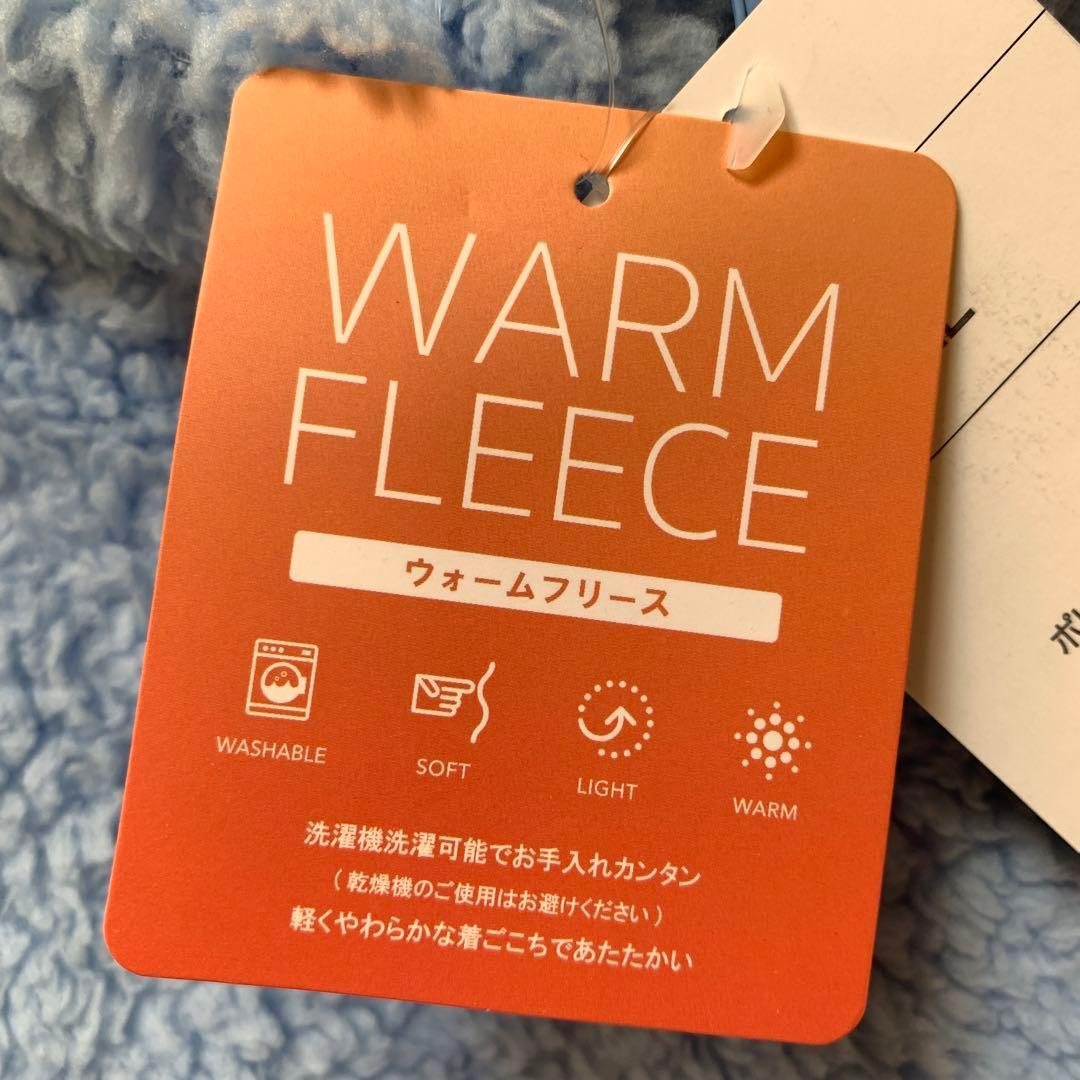 WARM
FLEECE
ウォームフリース
WASHABLE
SOFT
LIGHT
WARM
洗濯機洗濯可能でお手入れカンタン
（乾燥機のご使用はお避けください）
軽くやわらかな着ごこちであたたかい